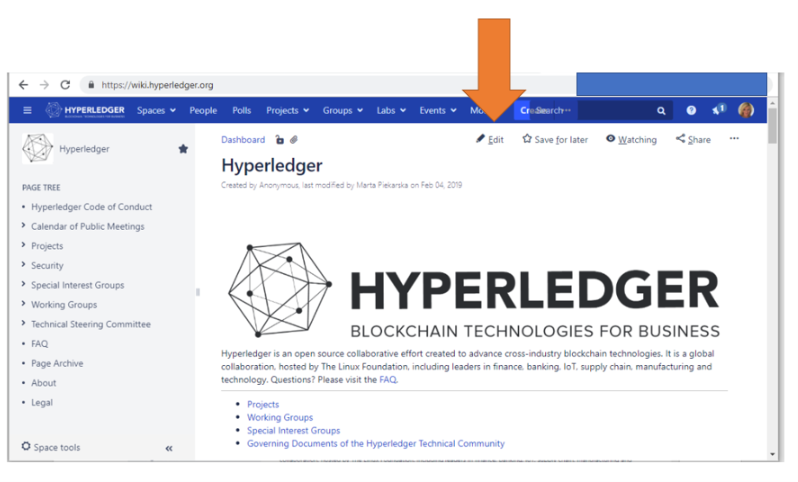 https://wiki.hyperledger.org
HYPERLEDGER Spaces People Polls Projects Groups Labs Events
Hyperledger
PAGE TREE
Hyperledger Code of Conduct
Calendar of Public Meetings
Projects
Security
Special Interest Groups
Working Groups
Technical Steering Committee
FAQ
Page Archive
About
Legal
Space tools
Dashboard Edit Save for later Watching Share
Hyperledger
Created by Anonymous, last modified by Marta Piekarska on Feb 04, 2019
HYPERLEDGER
BLOCKCHAIN TECHNOLOGIES FOR BUSINESS
Hyperledger is an open source collaborative effort created to advance cross-industry blockchain technologies. It is a global
collaboration, hosted by The Linux Foundation, including leaders in finance, banking, IoT, supply chain, manufacturing and
technology. Questions? Please visit the FAQ.
Projects
Working Groups
Special Interest Groups
Governing Documents of the Hyperledger Technical Community